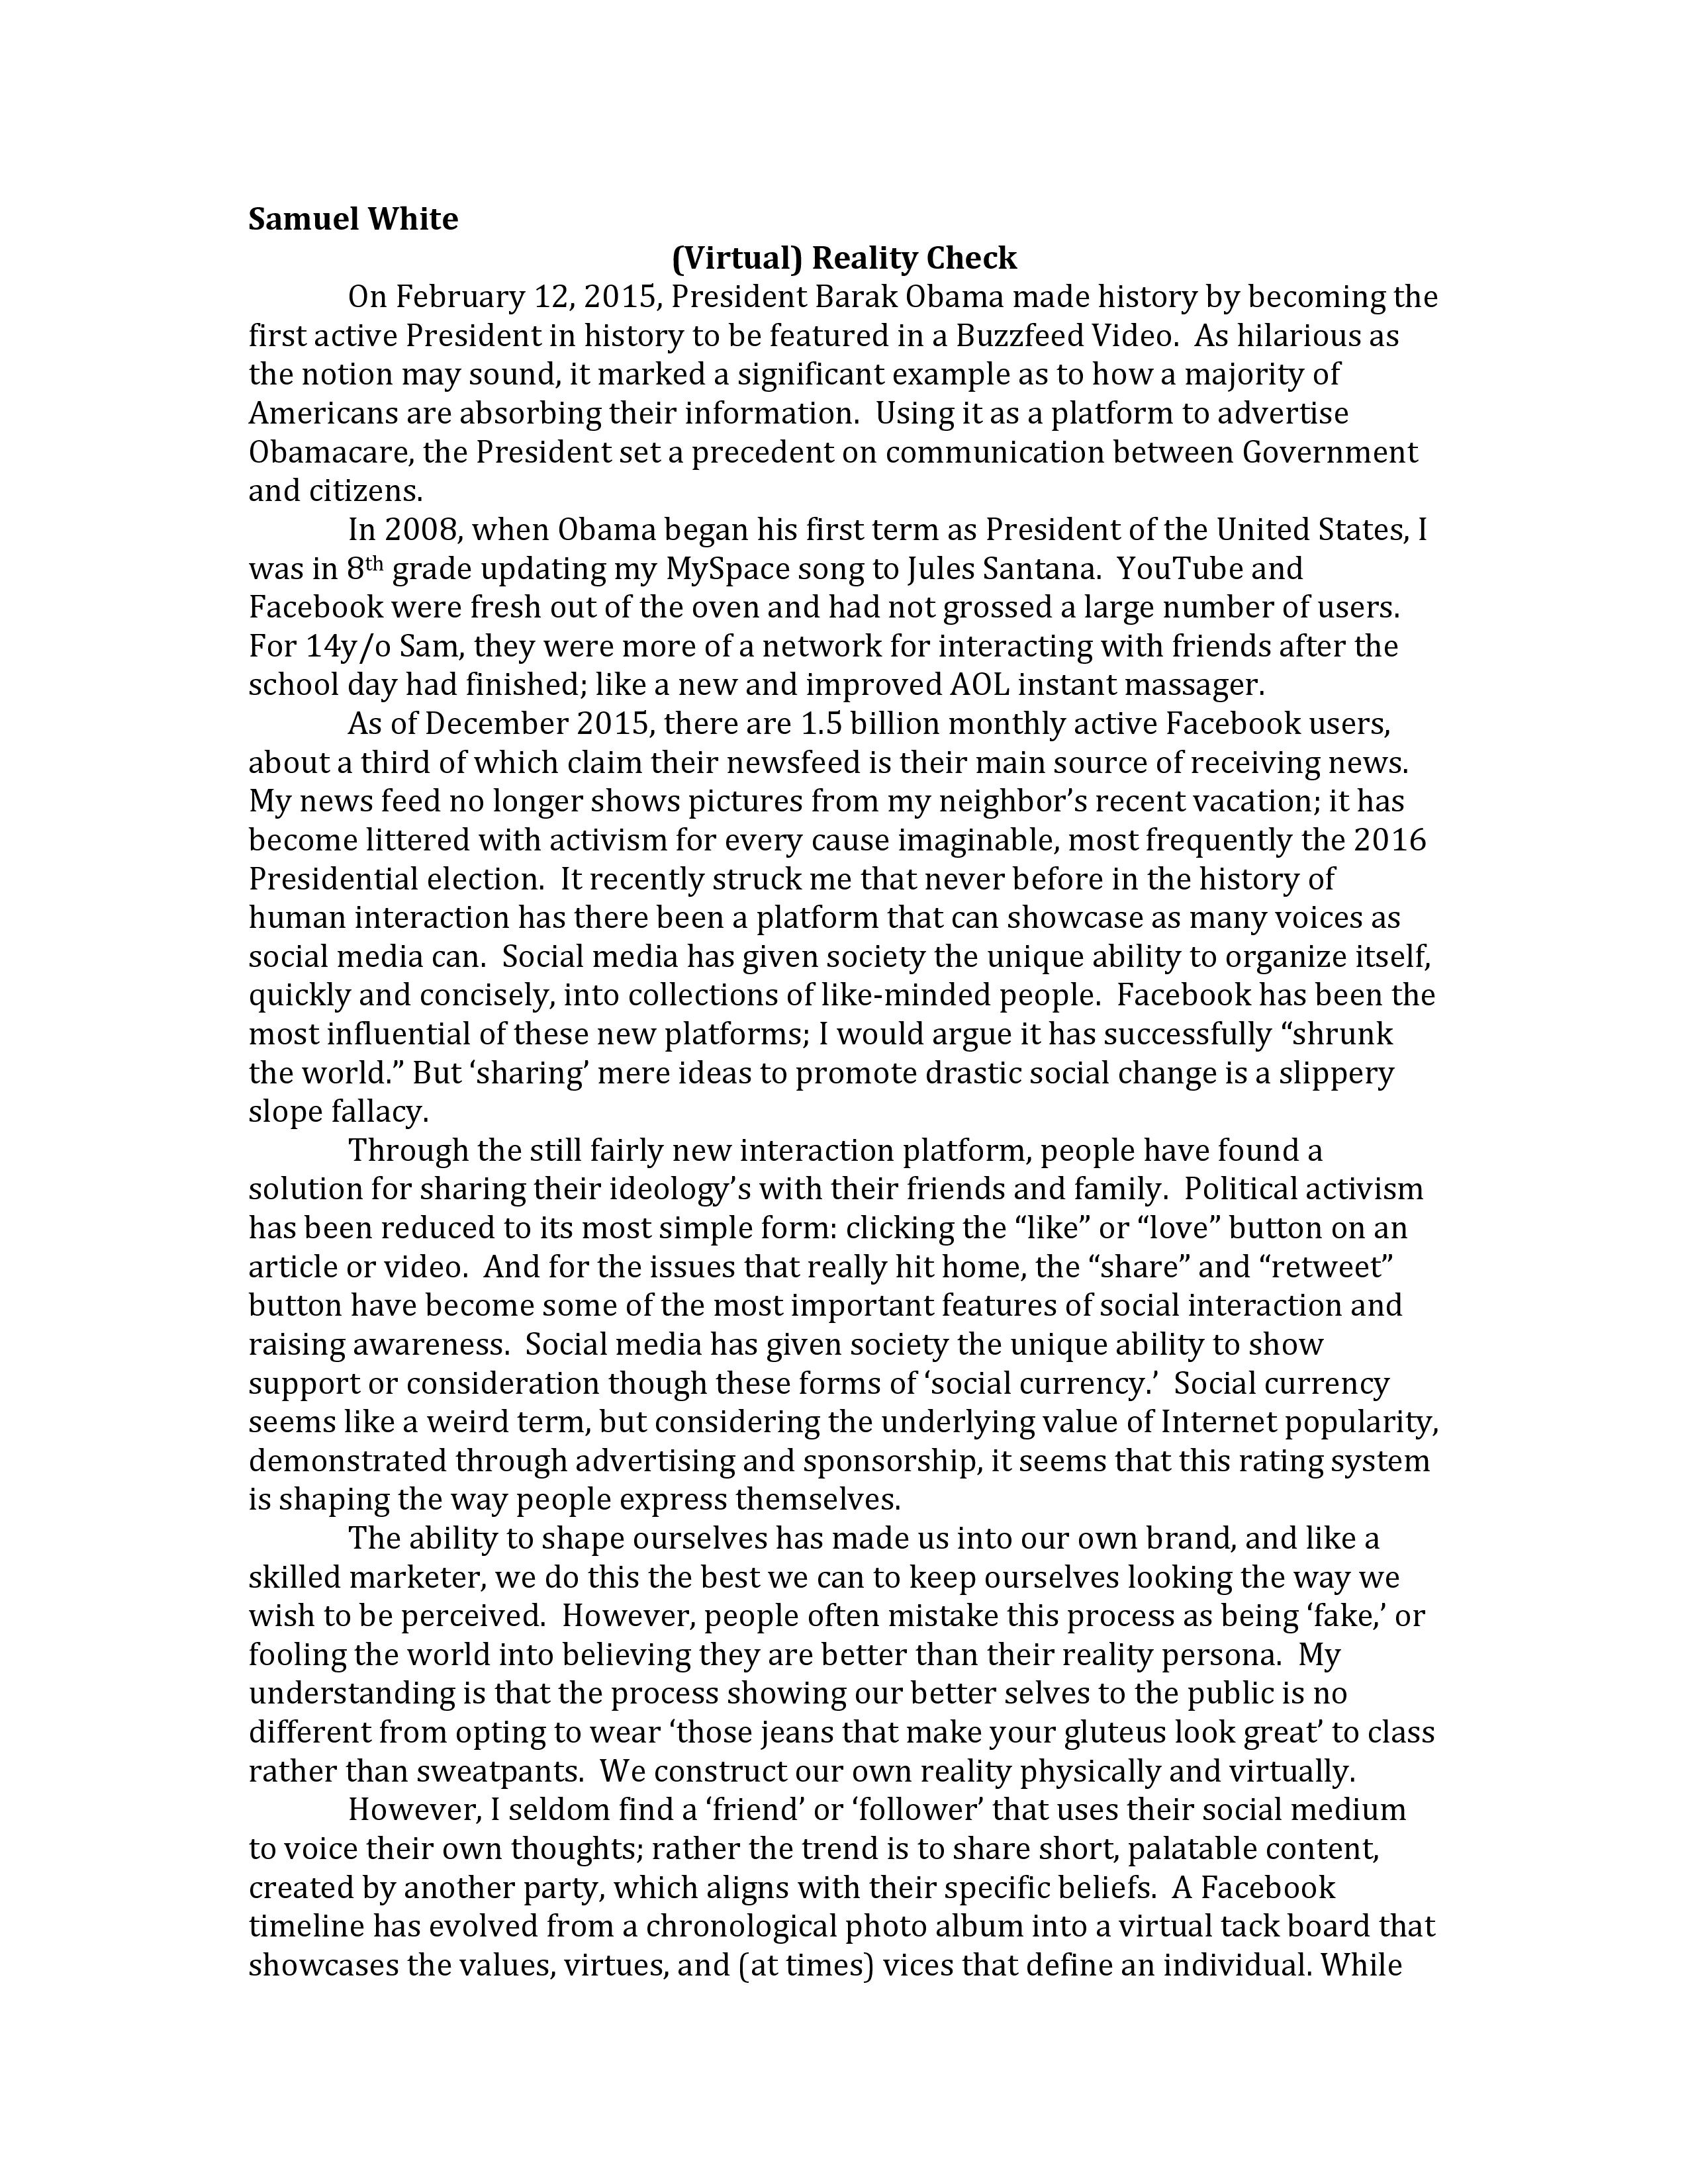 Samuel White
(Virtual) Reality Check
On February 12, 2015, President Barak Obama made history by becoming the
first active President in history to be featured in a Buzzfeed Video.  As hilarious as
the notion may sound, it marked a significant example as to how a majority of
Americans are absorbing their information.  Using it as a platform to advertise
Obamacare, the President set a precedent on communication between Government
and citizens.
In 2008, when Obama began his first term as President of the United States, I
was in 8th grade updating my MySpace song to Jules Santana.  YouTube and
Facebook were fresh out of the oven and had not grossed a large number of users.
For 14y/o Sam, they were more of a network for interacting with friends after the
school day had finished; like a new and improved AOL instant massager.
As of December 2015, there are 1.5 billion monthly active Facebook users,
about a third of which claim their newsfeed is their main source of receiving news.
My news feed no longer shows pictures from my neighbor’s recent vacation; it has
become littered with activism for every cause imaginable, most frequently the 2016
Presidential election.  It recently struck me that never before in the history of
human interaction has there been a platform that can showcase as many voices as
social media can.  Social media has given society the unique ability to organize itself,
quickly and concisely, into collections of like-minded people.  Facebook has been the
most influential of these new platforms; I would argue it has successfully “shrunk
the world.” But ‘sharing’ mere ideas to promote drastic social change is a slippery
slope fallacy.
Through the still fairly new interaction platform, people have found a
solution for sharing their ideology’s with their friends and family.  Political activism
has been reduced to its most simple form: clicking the “like” or “love” button on an
article or video.  And for the issues that really hit home, the “share” and “retweet”
button have become some of the most important features of social interaction and
raising awareness.  Social media has given society the unique ability to show
support or consideration though these forms of ‘social currency.’  Social currency
seems like a weird term, but considering the underlying value of Internet popularity,
demonstrated through advertising and sponsorship, it seems that this rating system
is shaping the way people express themselves.
The ability to shape ourselves has made us into our own brand, and like a
skilled marketer, we do this the best we can to keep ourselves looking the way we
wish to be perceived.  However, people often mistake this process as being ‘fake,’ or
fooling the world into believing they are better than their reality persona.  My
understanding is that the process showing our better selves to the public is no
different from opting to wear ‘those jeans that make your gluteus look great’ to class
rather than sweatpants.  We construct our own reality physically and virtually.
However, I seldom find a ‘friend’ or ‘follower’ that uses their social medium
to voice their own thoughts; rather the trend is to share short, palatable content,
created by another party, which aligns with their specific beliefs.  A Facebook
timeline has evolved from a chronological photo album into a virtual tack board that
showcases the values, virtues, and (at times) vices that define an individual. While